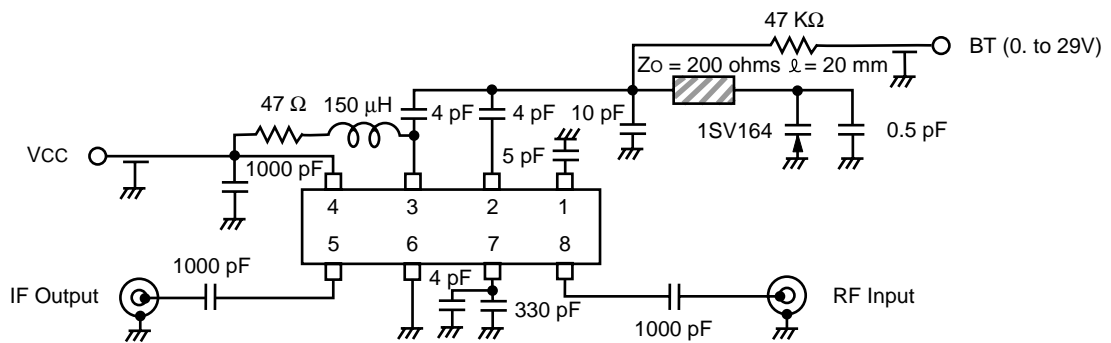 47 KΩ
BT (0. to 29V)
ZO = 200 ohms ℓ = 20 mm
47 Ω
150 μH
4 pF
4 pF
10 pF
1SV164
0.5 pF
VCC
1000 pF
5 pF
4
3
2
1
5
6
7
8
1000 pF
4 pF
IF Output
330 pF
RF Input
1000 pF